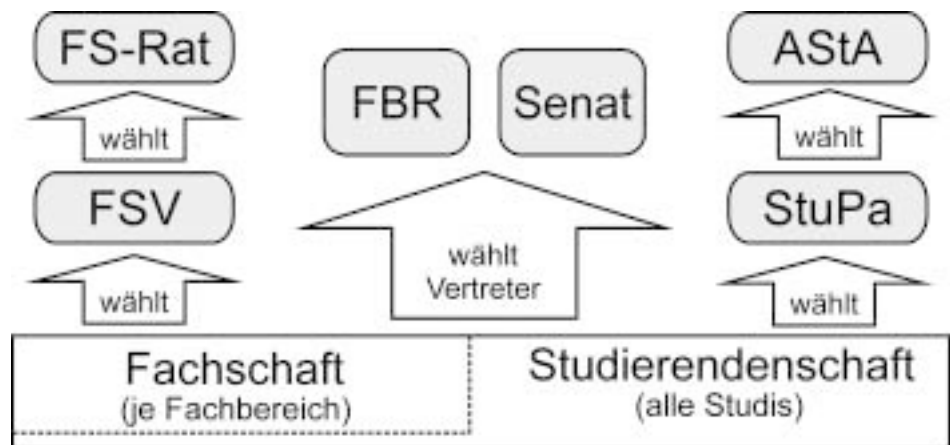 FS-Rat
wählt
FSV
wählt
FBR
Senat
wählt
Vertreter
AStA
wählt
StuPa
wählt
Fachschaft
(je Fachbereich)
Studierendenschaft
(alle Studis)